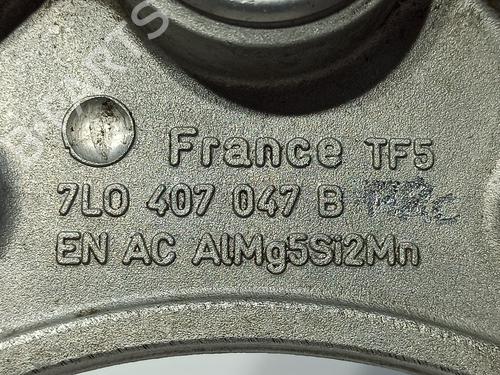 France TF5
7L0 407 047 B
EN AC AlMg5Si2Mn